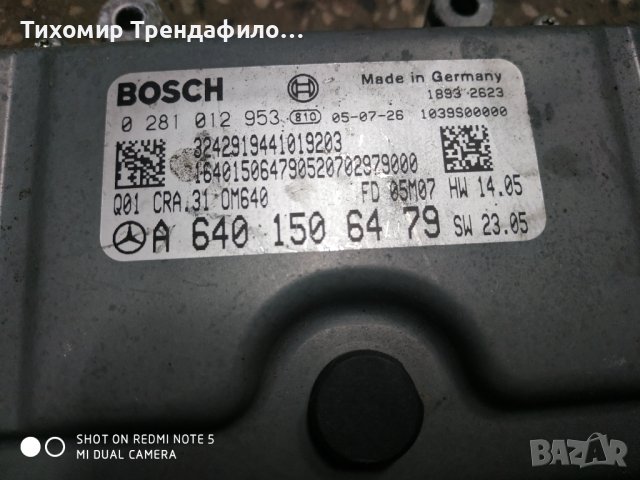 Тихомир Трендафило...
BOSCH
Made in Germany
1893 2623
0 281 012 953 810 05-07-26 1039S00000
3242919441019203
164015064790520702979000
Q01 CRA.31 OM640 FD 05M07 HW 14.05
A 640 150 64 79 SW 23.05
SHOT ON REDMI NOTE 5
MI DUAL CAMERA
BAZAR